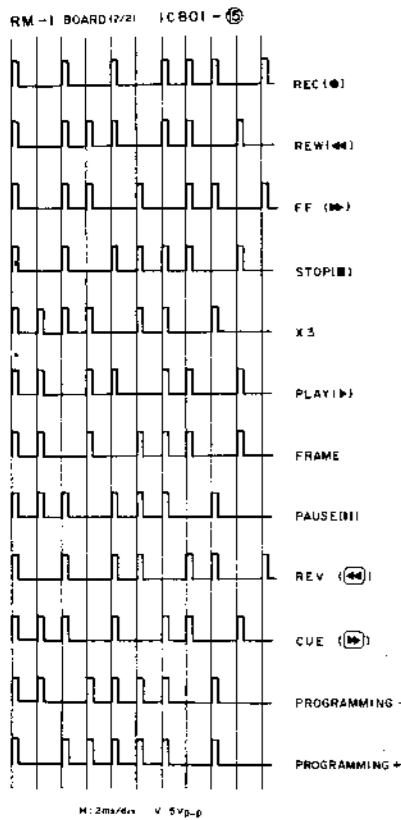 RM-1 BOARD (2/2) IC801-⑮
REC (●)
REW (◀◀)
FF (▶▶)
STOP (■)
X3
PLAY (▶)
FRAME
PAUSE (❚❚)
REV (◀◀)
CUE (▶▶)
PROGRAMMING -
PROGRAMMING +
H: 2ms/div V 5Vp-p